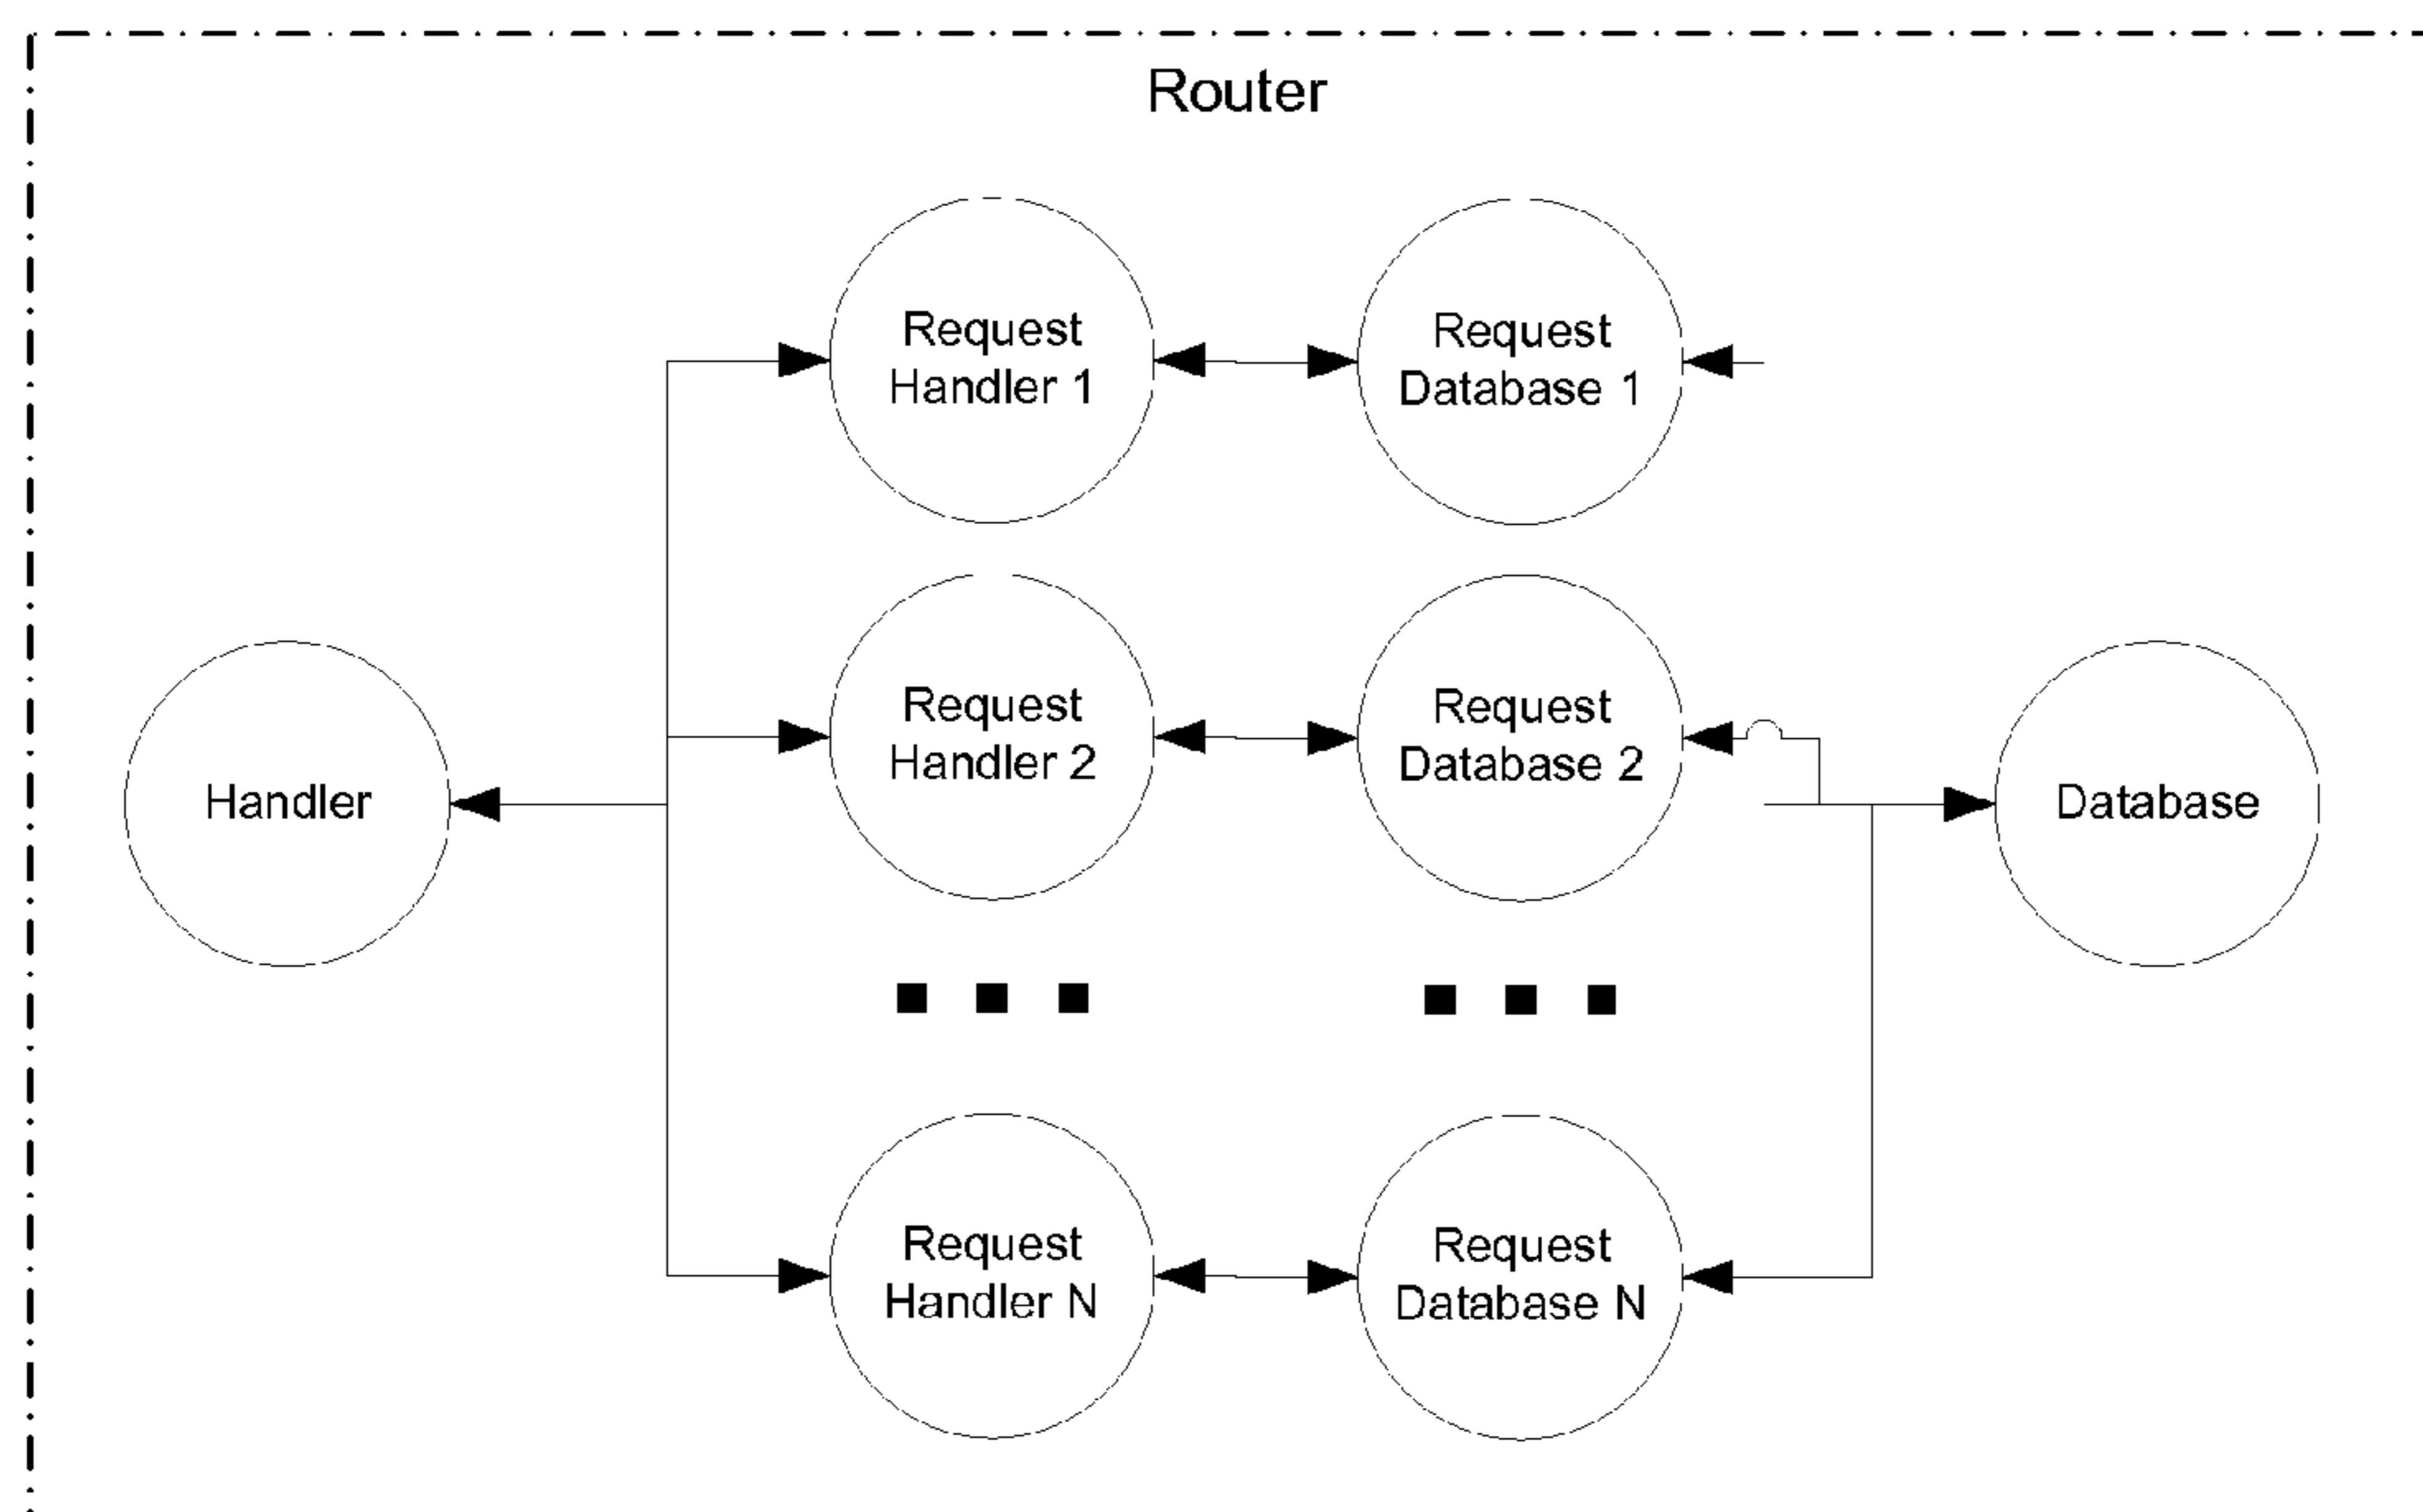 Router
Request
Handler 1
Request
Database 1
Request
Handler 2
Request
Database 2
Handler
Database
Request
Handler N
Request
Database N